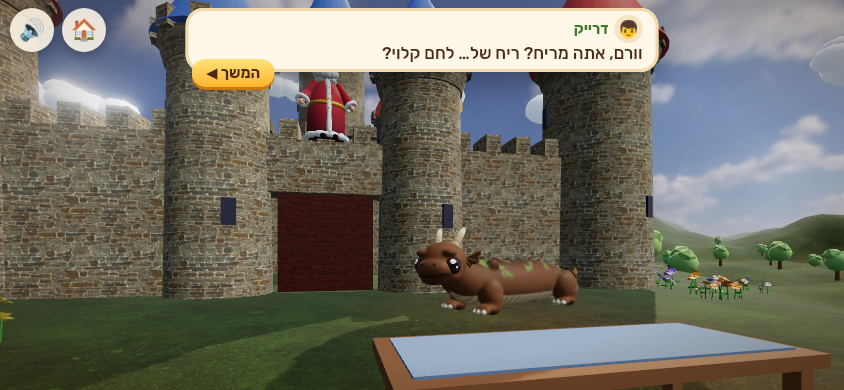 דרייק
וורם, אתה מריח? ריח של... לחם קלוי?
המשך ◀